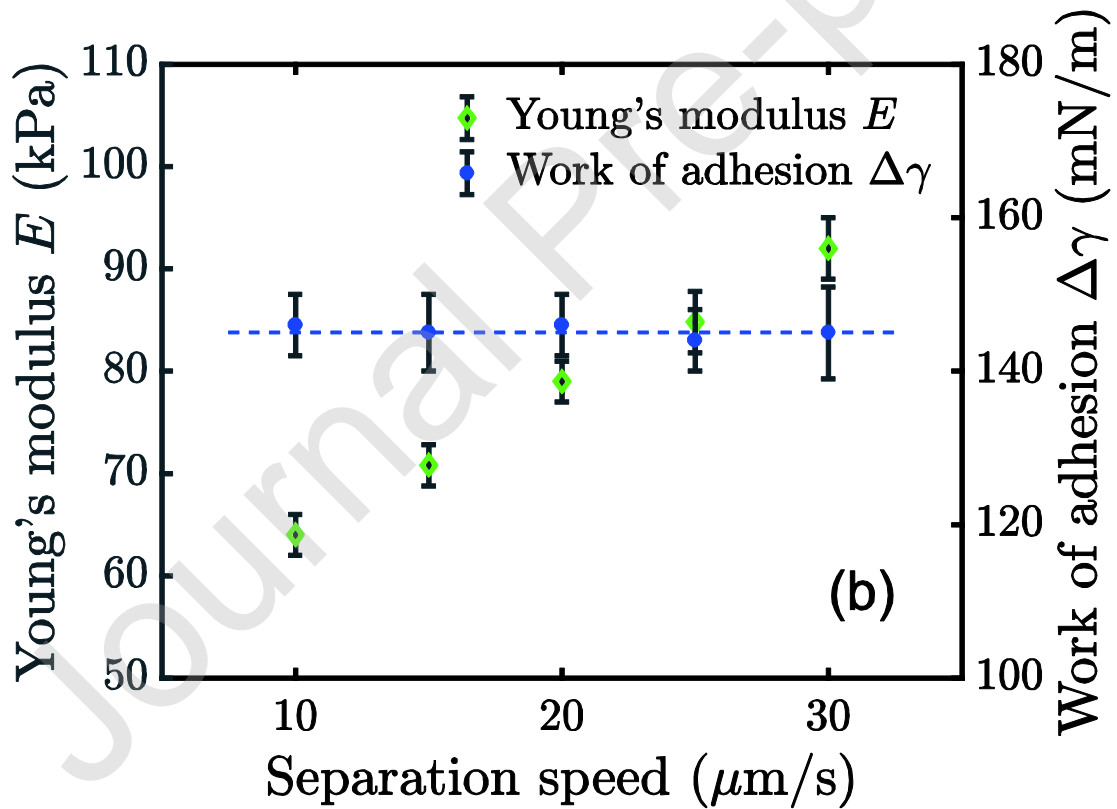 Young's modulus E (kPa)
110
100
90
80
70
60
50
Young's modulus E
Work of adhesion Δγ
(b)
180
160
140
120
100
Work of adhesion Δγ (mN/m)
10
20
30
Separation speed (μm/s)
Journal Pre-p